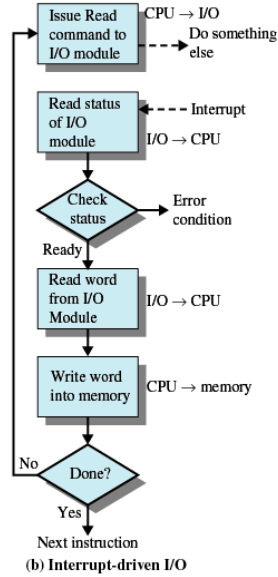 Issue Read
command to
I/O module
CPU → I/O
Do something
else
Read status
of I/O
module
Interrupt
I/O → CPU
Check
status
Error
condition
Ready
Read word
from I/O
Module
I/O → CPU
Write word
into memory
CPU → memory
No
Done?
Yes
Next instruction
(b) Interrupt-driven I/O